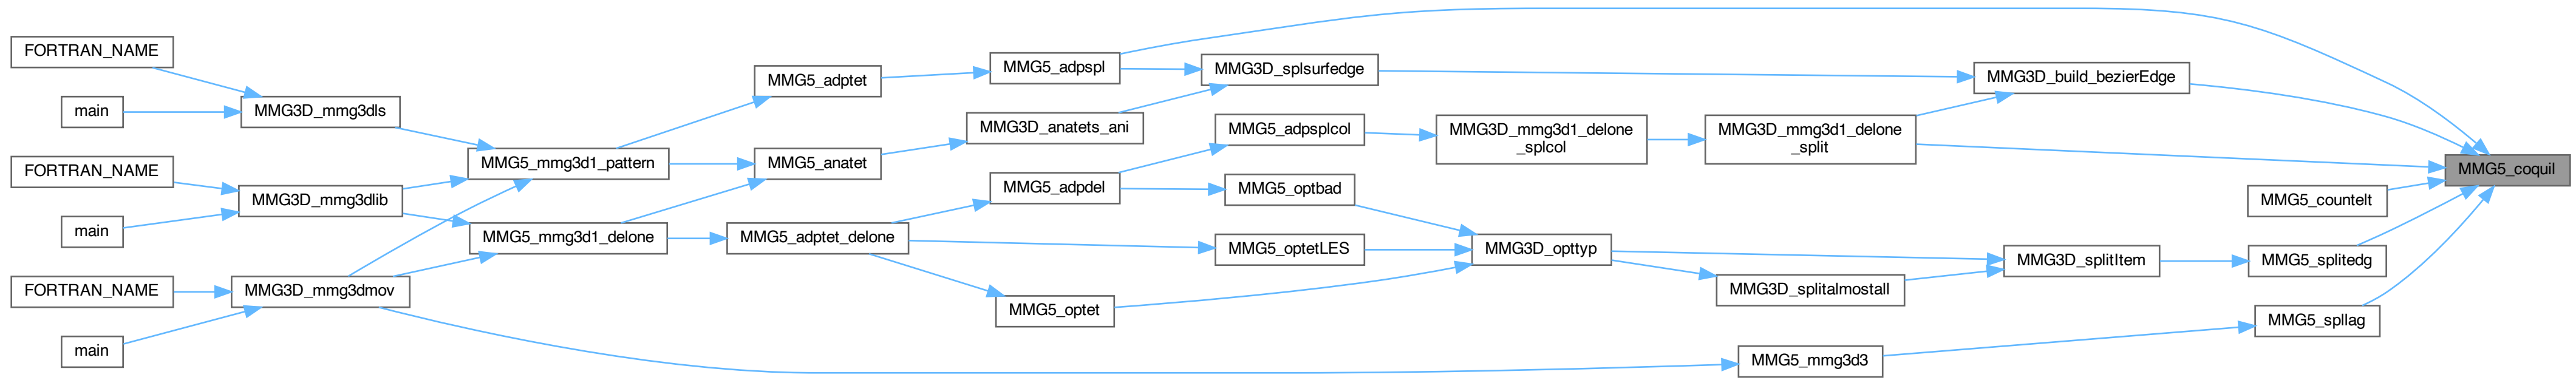 FORTRAN_NAME
main
FORTRAN_NAME
main
FORTRAN_NAME
main
MMG3D_mmg3dls
MMG3D_mmg3dlib
MMG3D_mmg3dmov
MMG5_mmg3d1_pattern
MMG5_mmg3d1_delone
MMG5_adptet
MMG5_anatet
MMG5_adptet_delone
MMG5_adpspl
MMG3D_anatets_ani
MMG5_adpdel
MMG5_optet
MMG3D_splsurfedge
MMG5_adpsplcol
MMG5_optbad
MMG5_optetLES
MMG3D_mmg3d1_delone
_splcol
MMG3D_opttyp
MMG3D_mmg3d1_delone
_split
MMG3D_splitalmostall
MMG5_mmg3d3
MMG3D_build_bezierEdge
MMG3D_splitItem
MMG5_countelt
MMG5_splitedg
MMG5_spllag
MMG5_coquil